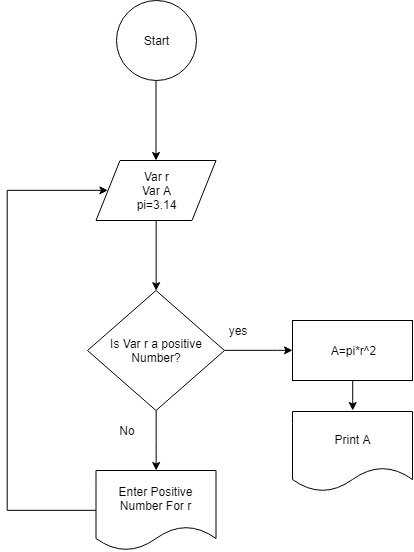 Start
Var r
Var A
pi=3.14
Is Var r a positive
Number?
yes
A=pi*r^2
Print A
No
Enter Positive
Number For r